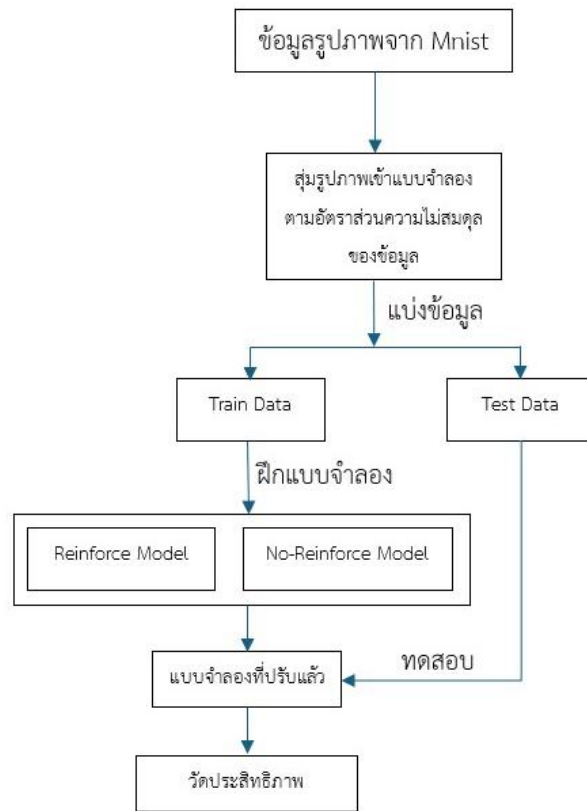 ข้อมูลรูปภาพจาก Mnist
สุ่มรูปภาพเข้าแบบจำลอง
ตามอัตราส่วนความไม่สมดุล
ของข้อมูล
แบ่งข้อมูล
Train Data
Test Data
ฝึกแบบจำลอง
Reinforce Model
No-Reinforce Model
ทดสอบ
แบบจำลองที่ปรับแล้ว
วัดประสิทธิภาพ